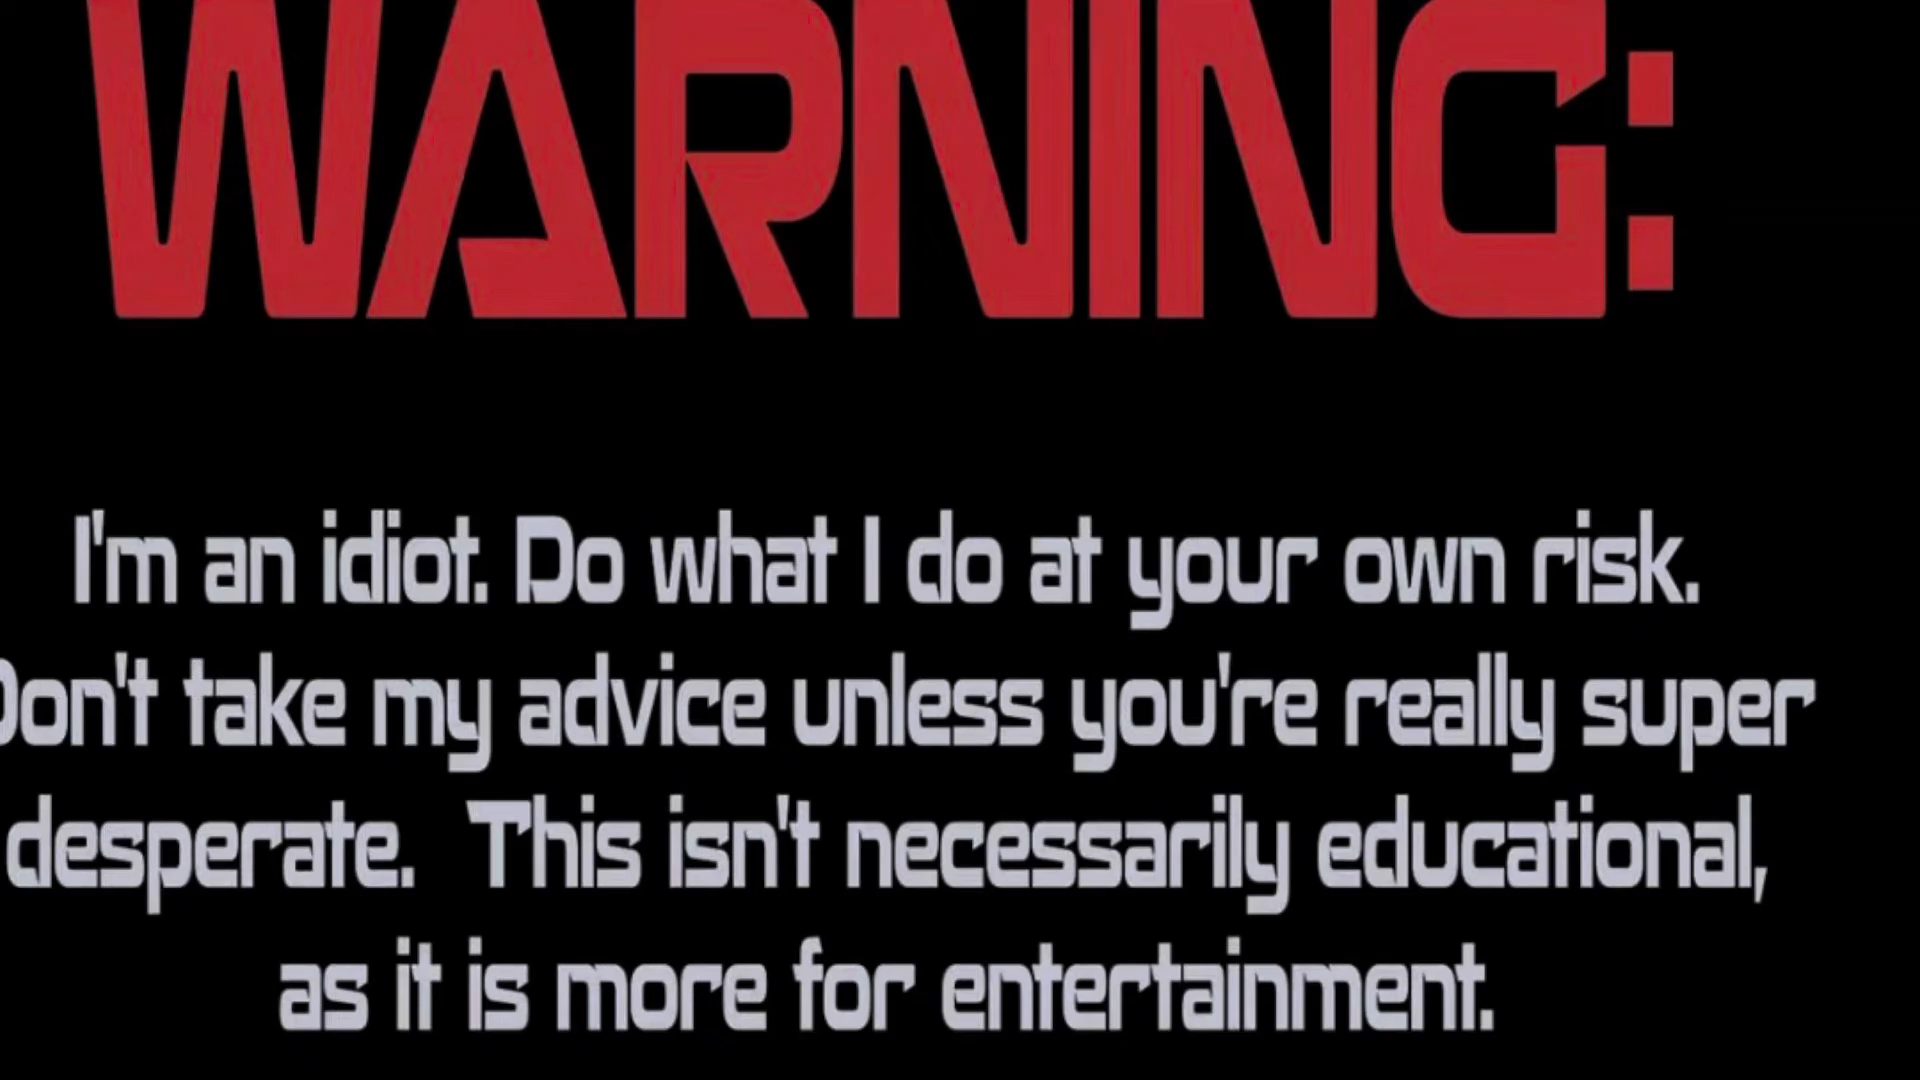 WARNING:
I'm an idiot. Do what I do at your own risk.
Don't take my advice unless you're really super
desperate.  This isn't necessarily educational,
as it is more for entertainment.